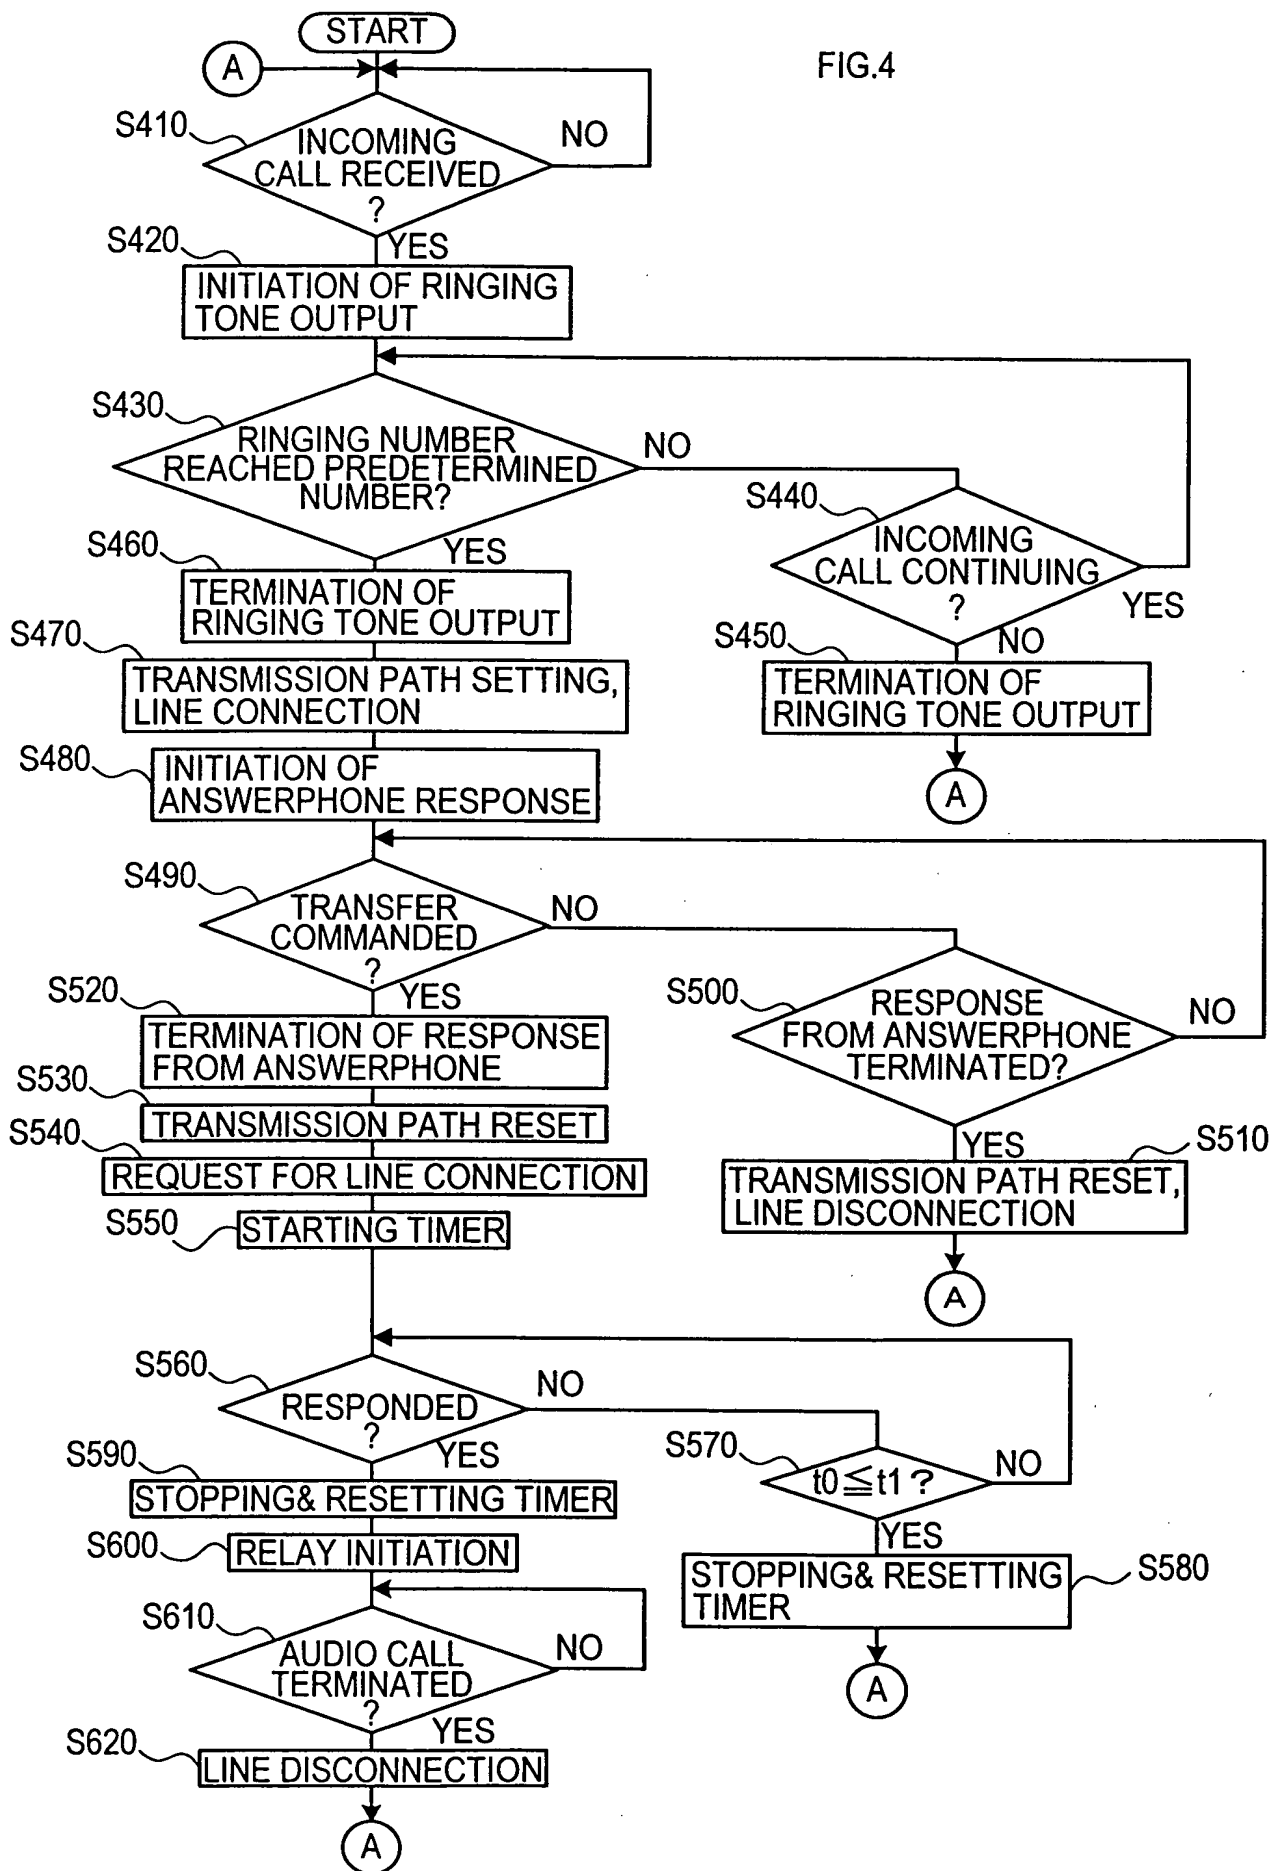 START
A
FIG.4
S410
INCOMING
CALL RECEIVED
?
NO
YES
S420
INITIATION OF RINGING
TONE OUTPUT
S430
RINGING NUMBER
REACHED PREDETERMINED
NUMBER?
NO
YES
S440
INCOMING
CALL CONTINUING
?
YES
NO
S450
TERMINATION OF
RINGING TONE OUTPUT
A
S460
TERMINATION OF
RINGING TONE OUTPUT
S470
TRANSMISSION PATH SETTING,
LINE CONNECTION
S480
INITIATION OF
ANSWERPHONE RESPONSE
S490
TRANSFER
COMMANDED
?
NO
YES
S500
RESPONSE
FROM ANSWERPHONE
TERMINATED?
NO
YES
S510
TRANSMISSION PATH RESET,
LINE DISCONNECTION
A
S520
TERMINATION OF RESPONSE
FROM ANSWERPHONE
S530
TRANSMISSION PATH RESET
S540
REQUEST FOR LINE CONNECTION
S550
STARTING TIMER
S560
RESPONDED
?
NO
YES
S570
t0≦t1 ?
NO
YES
S580
STOPPING& RESETTING
TIMER
A
S590
STOPPING& RESETTING TIMER
S600
RELAY INITIATION
S610
AUDIO CALL
TERMINATED
?
NO
YES
S620
LINE DISCONNECTION
A